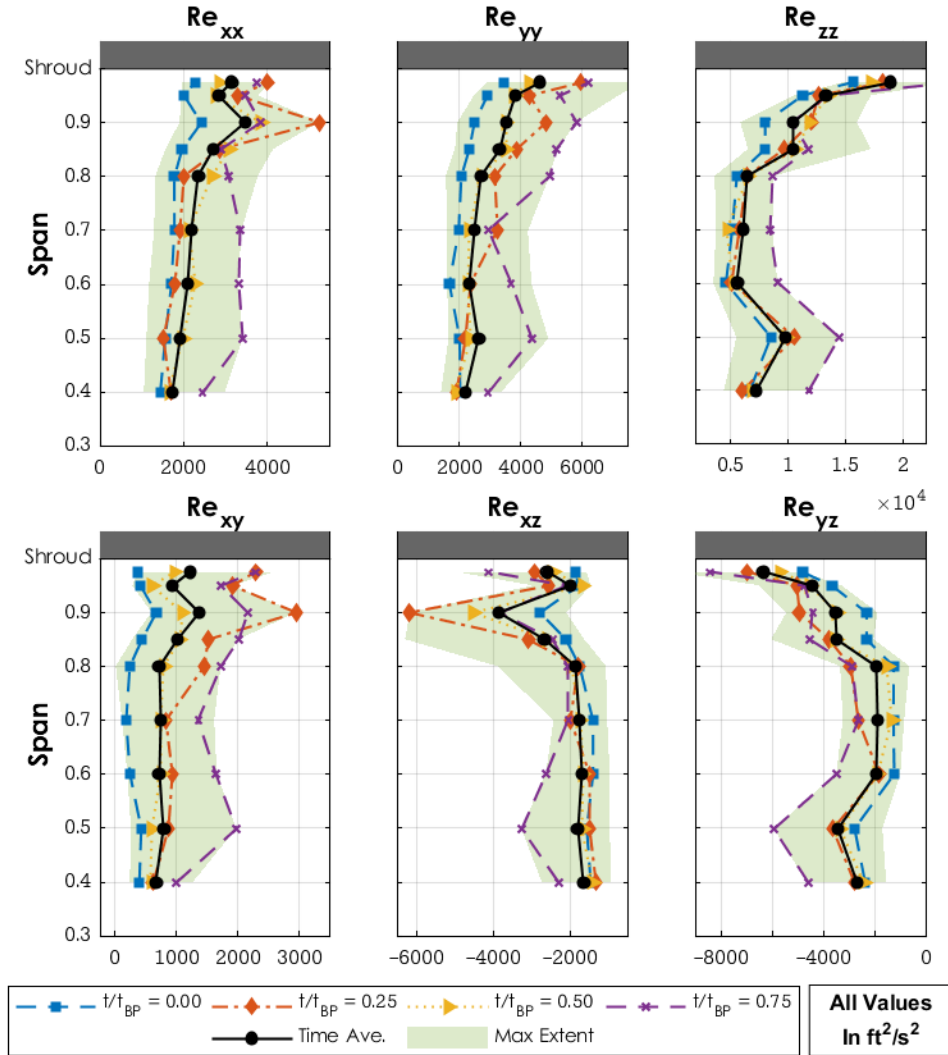 Re_xx Re_yy Re_zz
Shroud
0.9
0.8
0.7
0.6
0.5
0.4
0.3
Span
0 2000 4000
0 2000 4000 6000
0.5 1 1.5 2
×10^4
Re_xy Re_xz Re_yz
Shroud
0.9
0.8
0.7
0.6
0.5
0.4
0.3
Span
0 1000 2000 3000
-6000 -4000 -2000
-8000 -4000 0
t/t_BP = 0.00 t/t_BP = 0.25 t/t_BP = 0.50 t/t_BP = 0.75
Time Ave. Max Extent
All Values
In ft²/s²